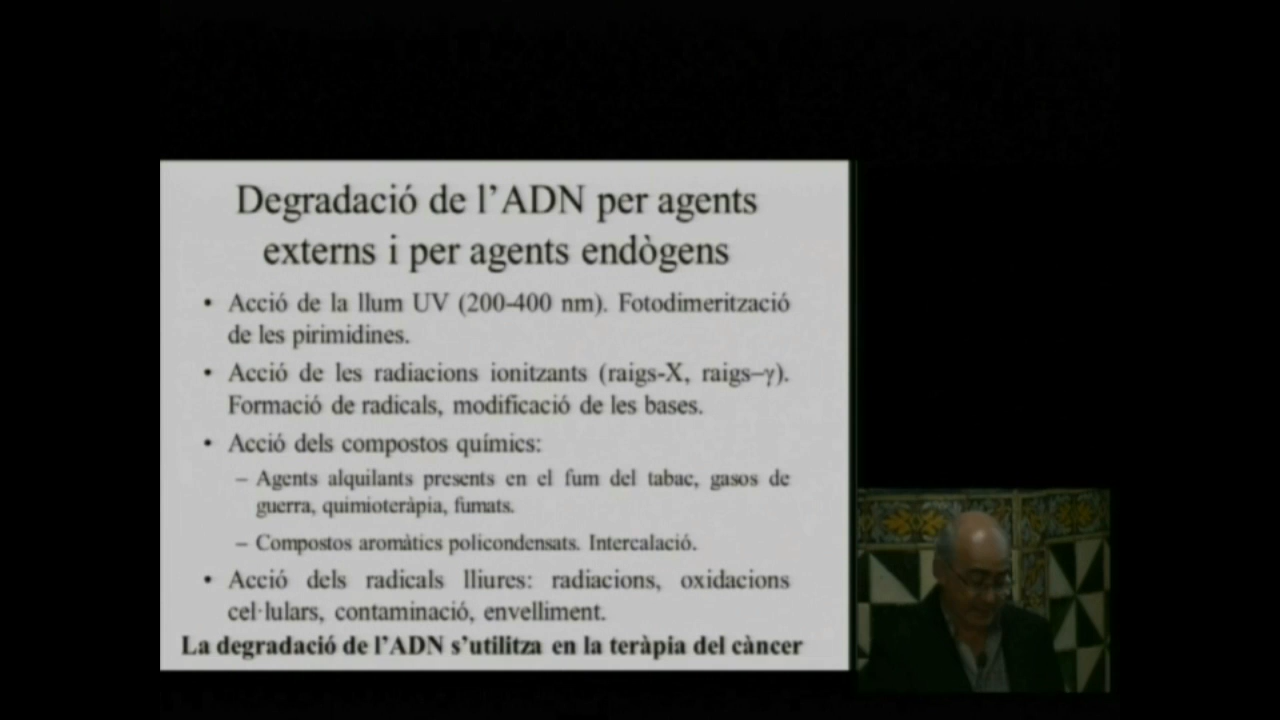 Degradació de l'ADN per agents
externs i per agents endògens
• Acció de la llum UV (200-400 nm). Fotodimerització
de les pirimidines.
• Acció de les radiacions ionitzants (raigs-X, raigs–γ).
Formació de radicals, modificació de les bases.
• Acció dels compostos químics:
– Agents alquilants presents en el fum del tabac, gasos de
guerra, quimioteràpia, fumats.
– Compostos aromàtics policondensats. Intercalació.
• Acció dels radicals lliures: radiacions, oxidacions
cel·lulars, contaminació, envelliment.
La degradació de l'ADN s'utilitza en la teràpia del càncer